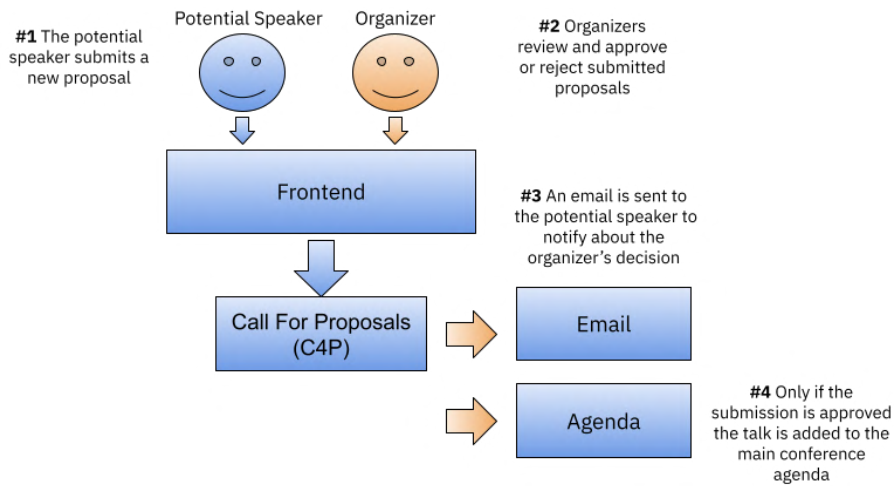 Potential Speaker
Organizer
#1 The potential
speaker submits a
new proposal
#2 Organizers
review and approve
or reject submitted
proposals
Frontend
#3 An email is sent to
the potential speaker to
notify about the
organizer's decision
Call For Proposals
(C4P)
Email
Agenda
#4 Only if the
submission is approved
the talk is added to the
main conference
agenda